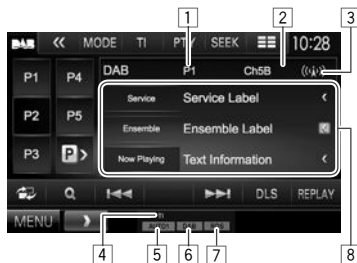 1 2 3
DAB « MODE TI PTY SEEK 10:28
P1 P4 DAB P1 Ch5B
Service Service Label
P2 P5 Ensemble Ensemble Label
P3 P Now Playing Text Information
DLS REPLAY
MENU
4 5 6 7 8